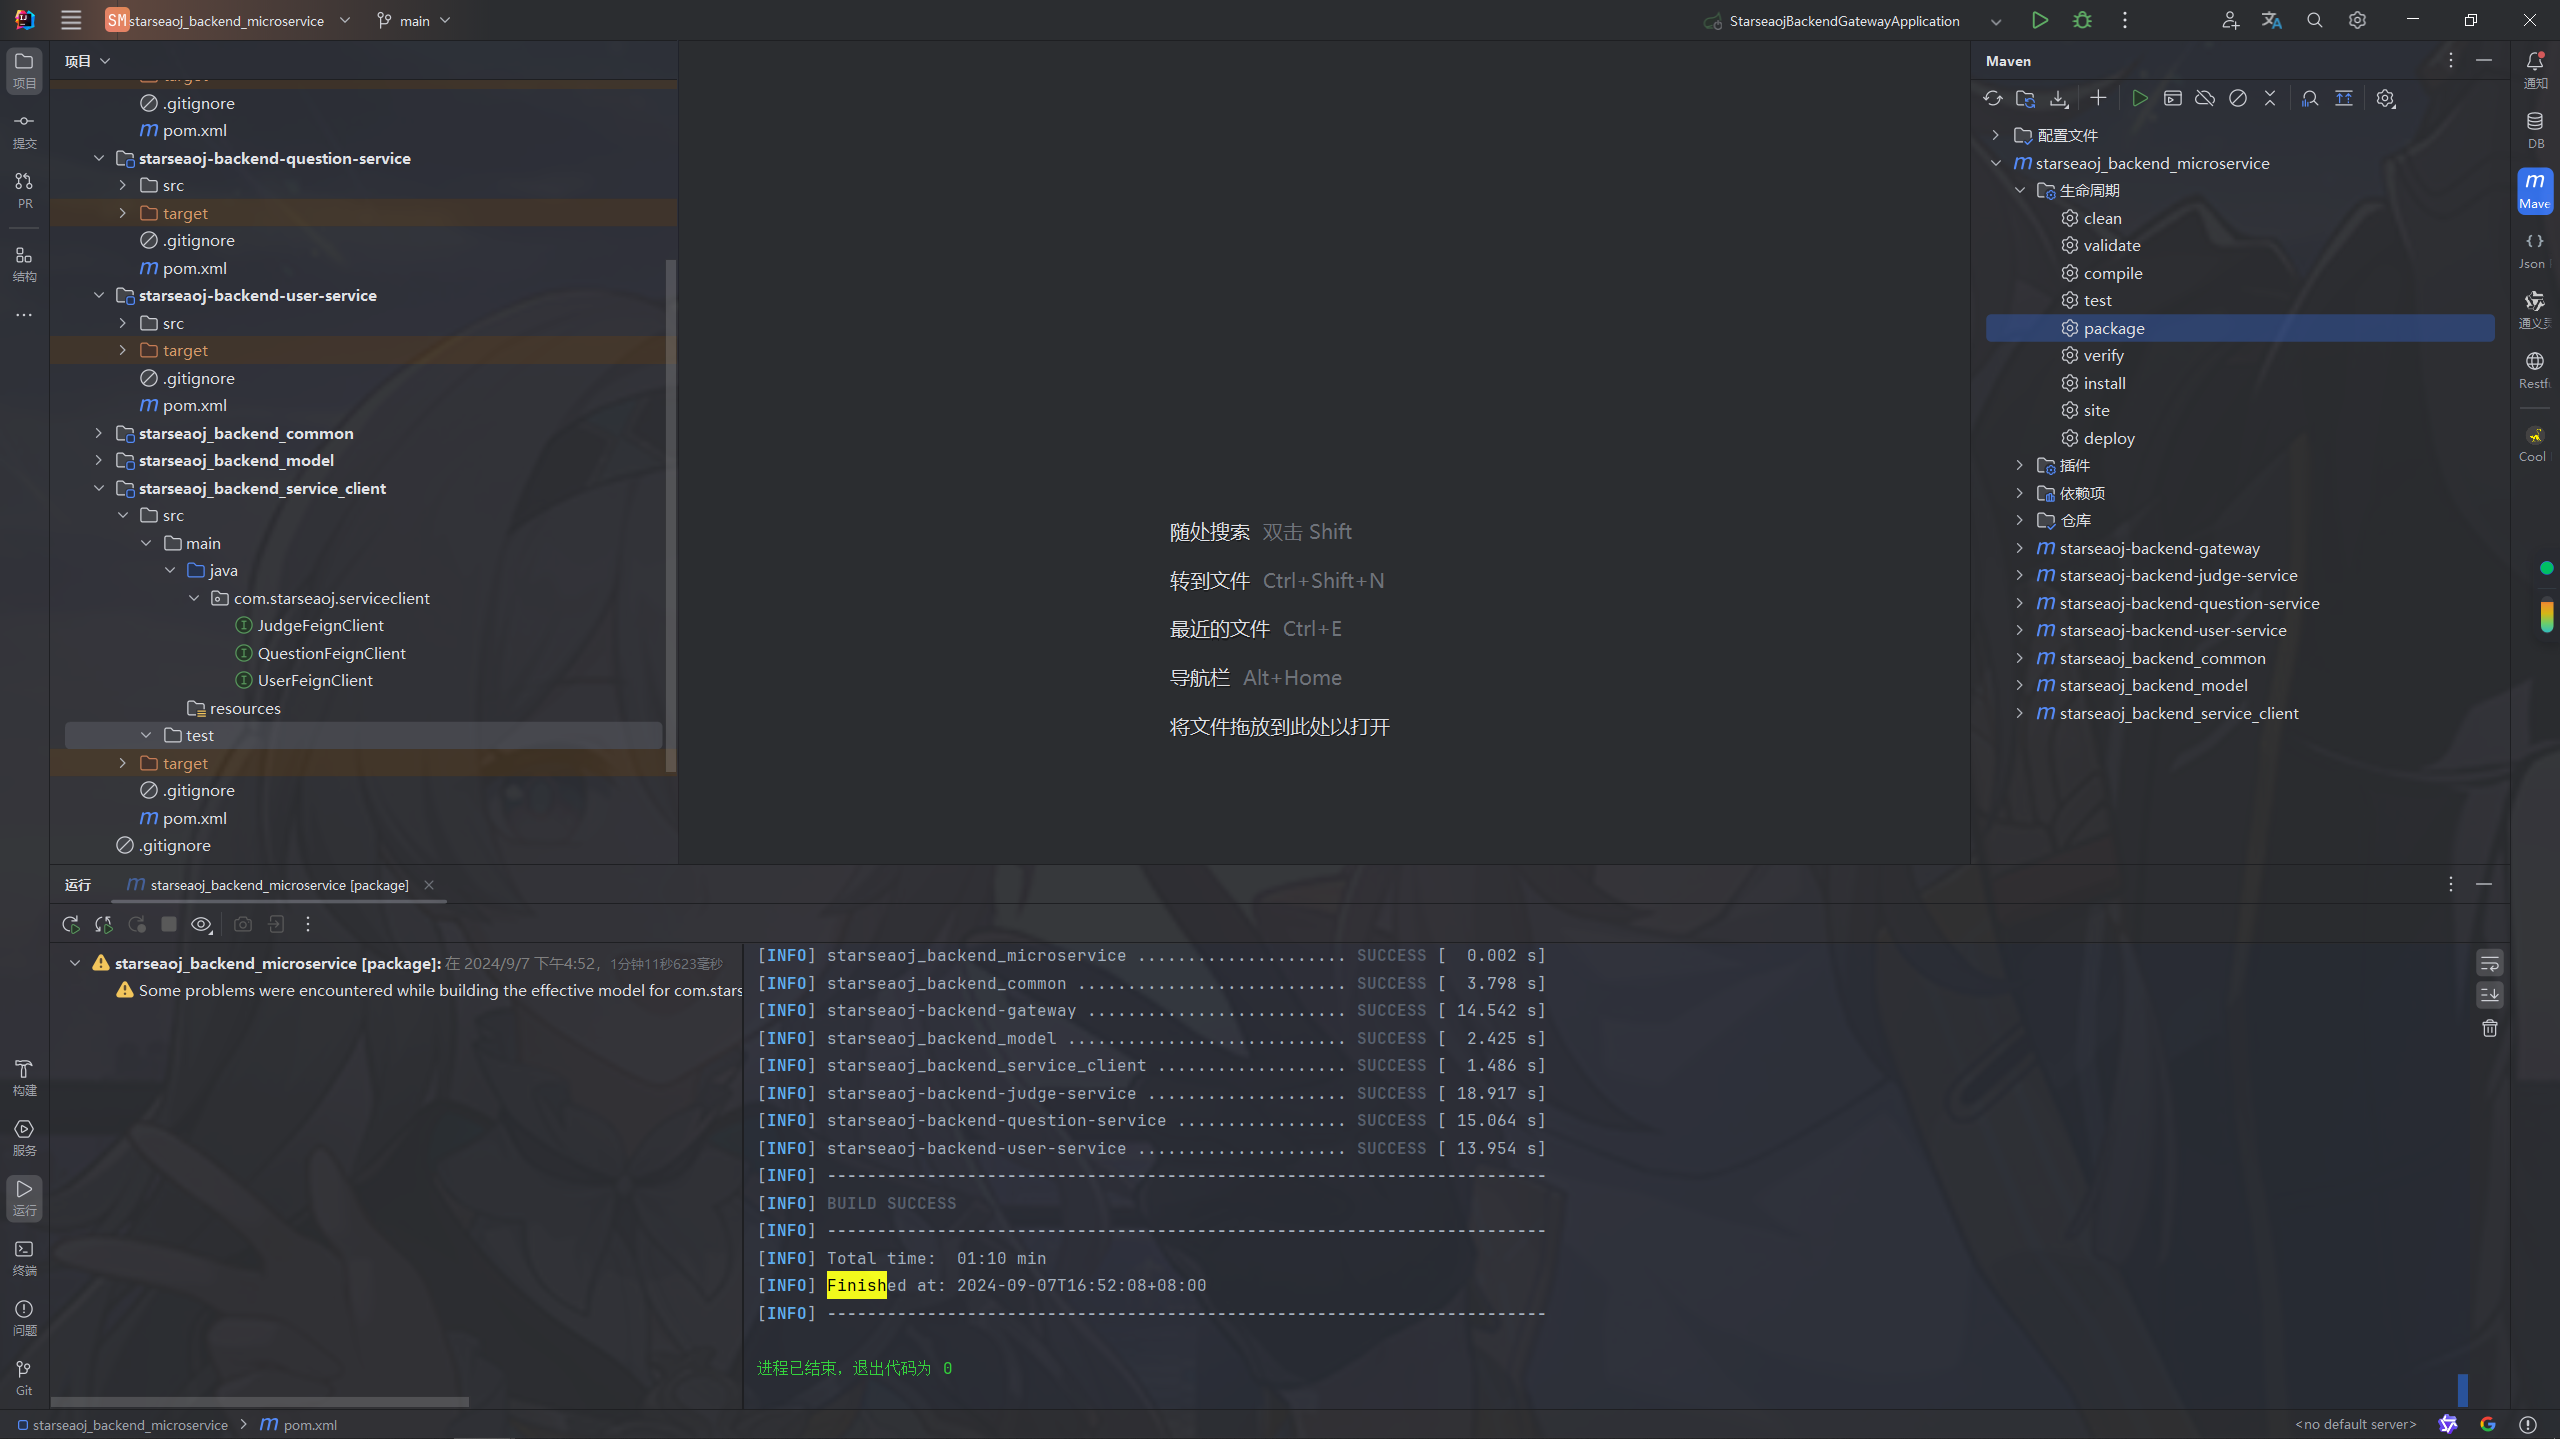 SM starseaoj_backend_microservice main StarseaojBackendGatewayApplication
项目
项目
提交
PR
结构
.gitignore
pom.xml
starseaoj-backend-question-service
src
target
.gitignore
pom.xml
starseaoj-backend-user-service
src
target
.gitignore
pom.xml
starseaoj_backend_common
starseaoj_backend_model
starseaoj_backend_service_client
src
main
java
com.starseaoj.serviceclient
JudgeFeignClient
QuestionFeignClient
UserFeignClient
resources
test
target
.gitignore
pom.xml
.gitignore
随处搜索 双击 Shift
转到文件 Ctrl+Shift+N
最近的文件 Ctrl+E
导航栏 Alt+Home
将文件拖放到此处以打开
Maven
配置文件
starseaoj_backend_microservice
生命周期
clean
validate
compile
test
package
verify
install
site
deploy
插件
依赖项
仓库
starseaoj-backend-gateway
starseaoj-backend-judge-service
starseaoj-backend-question-service
starseaoj-backend-user-service
starseaoj_backend_common
starseaoj_backend_model
starseaoj_backend_service_client
通知
DB
Mave
Json
通义
Restf
Cool
运行 starseaoj_backend_microservice [package]
starseaoj_backend_microservice [package]: 在 2024/9/7 下午4:52, 1分钟11秒623毫秒
Some problems were encountered while building the effective model for com.stars
[INFO] starseaoj_backend_microservice ..................... SUCCESS [  0.002 s]
[INFO] starseaoj_backend_common ........................... SUCCESS [  3.798 s]
[INFO] starseaoj-backend-gateway .......................... SUCCESS [ 14.542 s]
[INFO] starseaoj_backend_model ............................ SUCCESS [  2.425 s]
[INFO] starseaoj_backend_service_client ................... SUCCESS [  1.486 s]
[INFO] starseaoj-backend-judge-service .................... SUCCESS [ 18.917 s]
[INFO] starseaoj-backend-question-service ................. SUCCESS [ 15.064 s]
[INFO] starseaoj-backend-user-service ..................... SUCCESS [ 13.954 s]
[INFO] ------------------------------------------------------------------------
[INFO] BUILD SUCCESS
[INFO] ------------------------------------------------------------------------
[INFO] Total time:  01:10 min
[INFO] Finished at: 2024-09-07T16:52:08+08:00
[INFO] ------------------------------------------------------------------------
进程已结束，退出代码为 0
构建
服务
运行
终端
问题
Git
starseaoj_backend_microservice pom.xml <no default server>